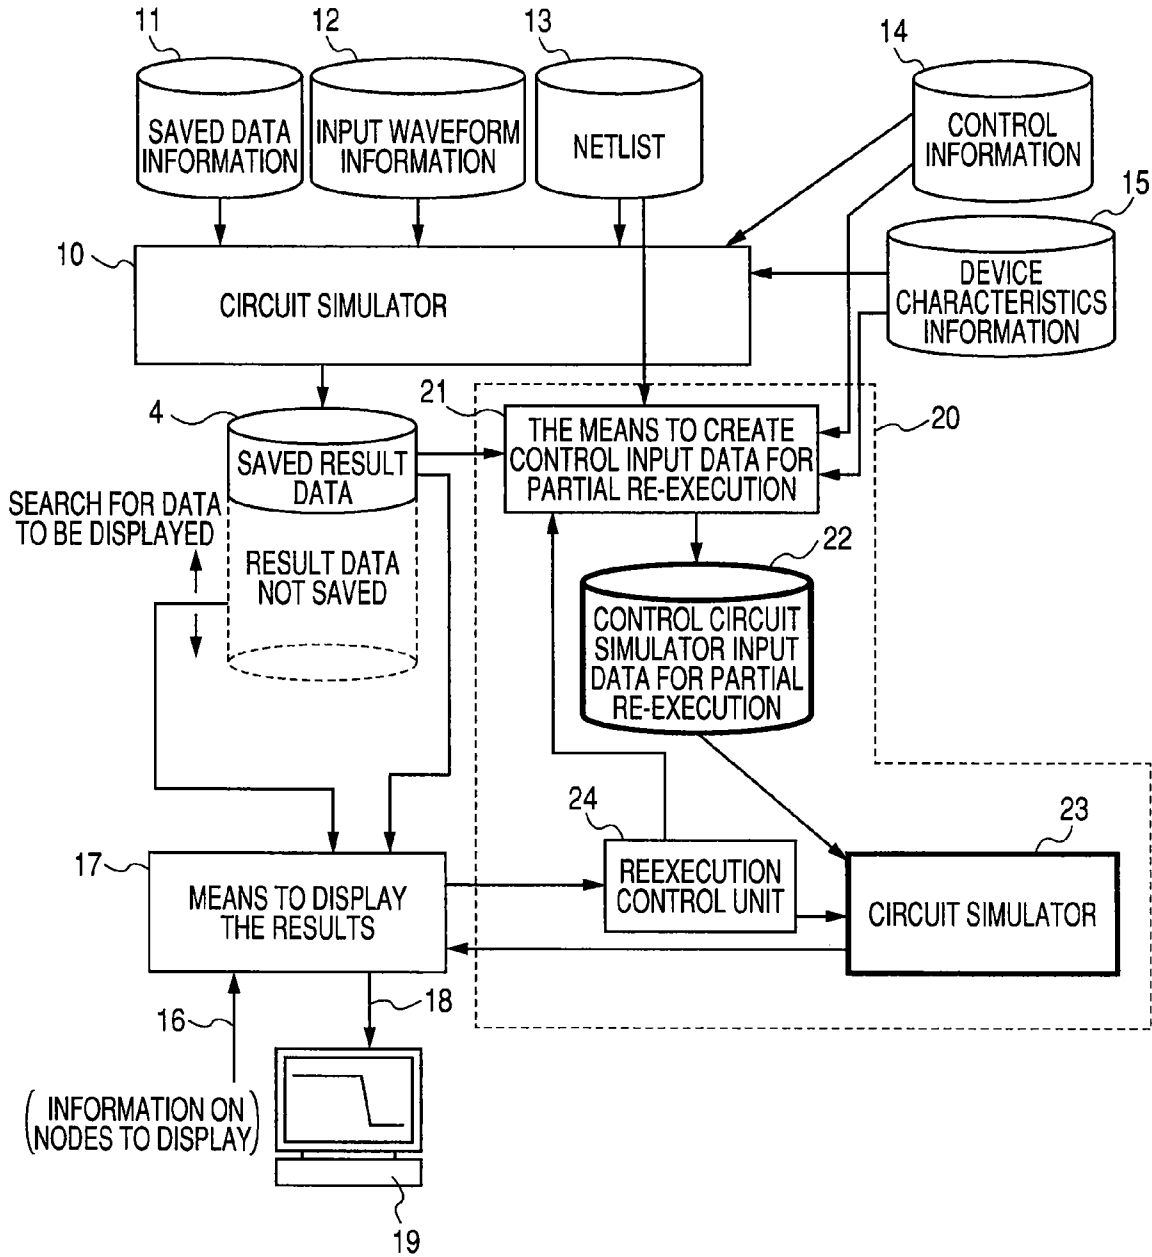 11
12
13
14
SAVED DATA
INFORMATION
INPUT WAVEFORM
INFORMATION
NETLIST
CONTROL
INFORMATION
15
10
CIRCUIT SIMULATOR
DEVICE
CHARACTERISTICS
INFORMATION
4
21
20
SAVED RESULT
DATA
THE MEANS TO CREATE
CONTROL INPUT DATA FOR
PARTIAL RE-EXECUTION
SEARCH FOR DATA
TO BE DISPLAYED
RESULT DATA
NOT SAVED
22
CONTROL CIRCUIT
SIMULATOR INPUT
DATA FOR PARTIAL
RE-EXECUTION
24
23
17
MEANS TO DISPLAY
THE RESULTS
REEXECUTION
CONTROL UNIT
CIRCUIT SIMULATOR
16
18
(INFORMATION ON
NODES TO DISPLAY)
19